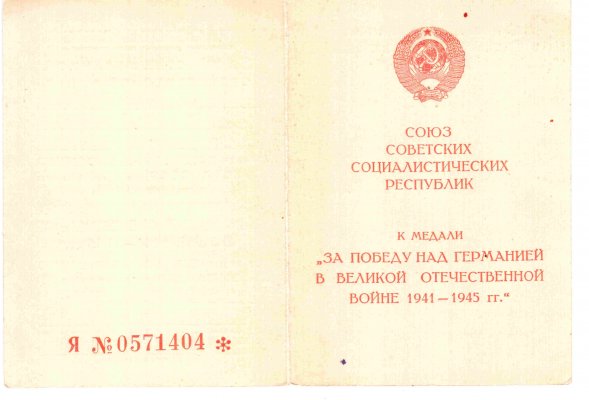 Я №0571404 *
СОЮЗ
СОВЕТСКИХ
СОЦИАЛИСТИЧЕСКИХ
РЕСПУБЛИК
К МЕДАЛИ
„ЗА ПОБЕДУ НАД ГЕРМАНИЕЙ
В ВЕЛИКОЙ ОТЕЧЕСТВЕННОЙ
ВОЙНЕ 1941—1945 гг.“